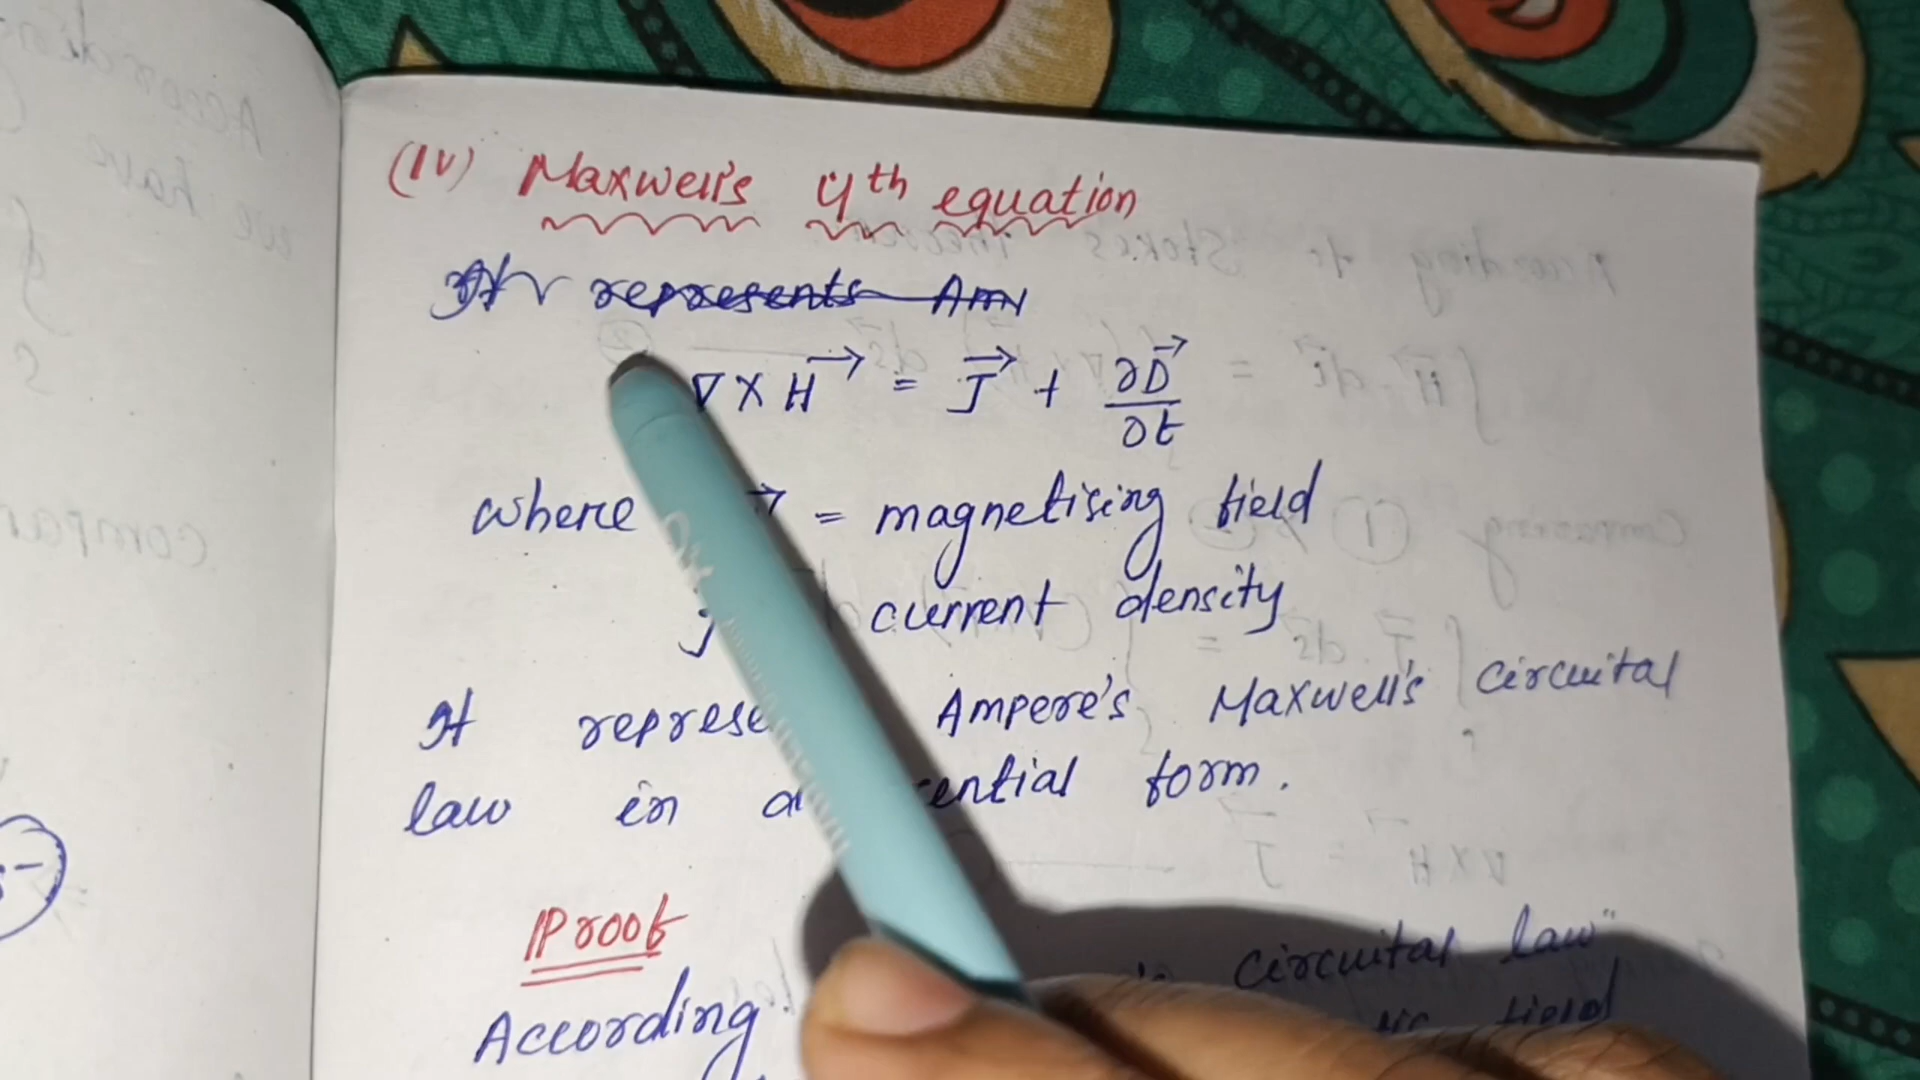 (IV) Maxwell's 4th equation
It represents Am
∇ X H⃗ = J⃗ + ∂D⃗/∂t
where = magnetising field
J current density
It represe Ampere's Maxwell's circuital
law in d ential form.
Proof
According circuital law"
field